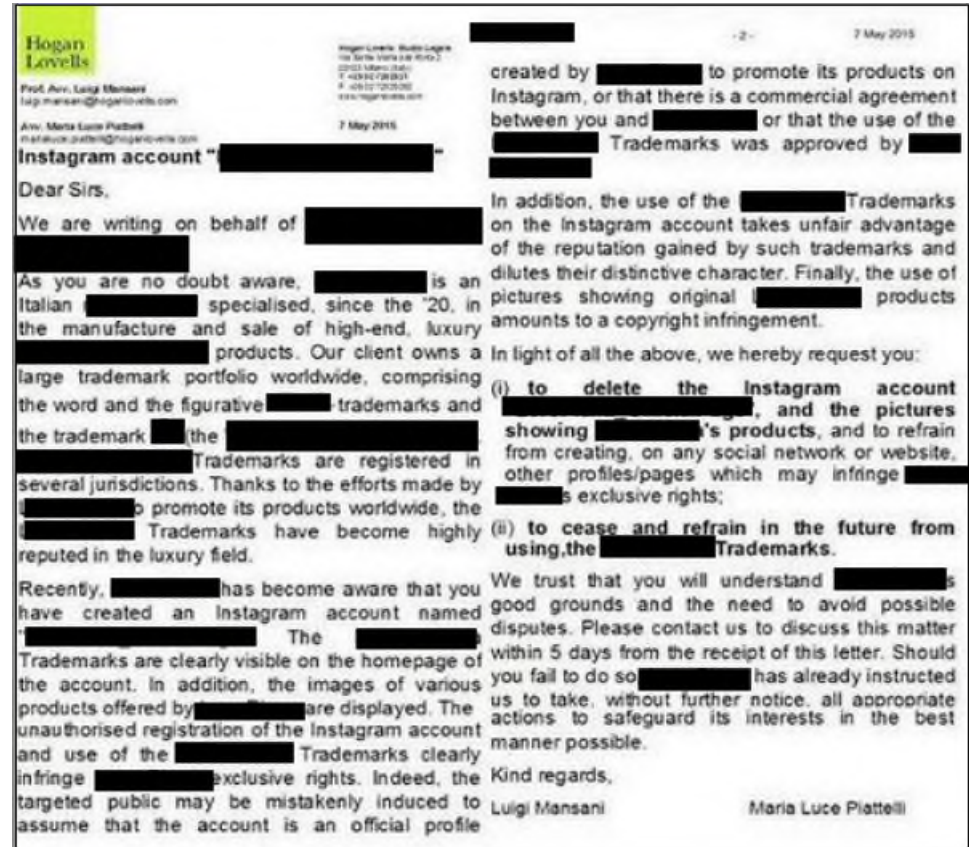 Hogan
Lovells
Prof. Avv. Luigi Mansani
luigi.mansani@hoganlovells.com
Avv. Maria Luce Piattelli
marialuce.piattelli@hoganlovells.com
Hogan Lovells Studio Legale
7 May 2015
Instagram account " "
Dear Sirs,
We are writing on behalf of
As you are no doubt aware, is an
Italian specialised, since the '20, in
the manufacture and sale of high-end, luxury
products. Our client owns a
large trademark portfolio worldwide, comprising
the word and the figurative trademarks and
the trademark (the
Trademarks are registered in
several jurisdictions. Thanks to the efforts made by
o promote its products worldwide, the
Trademarks have become highly
reputed in the luxury field.
Recently, has become aware that you
have created an Instagram account named
" The
Trademarks are clearly visible on the homepage of
the account. In addition, the images of various
products offered by are displayed. The
unauthorised registration of the Instagram account
and use of the Trademarks clearly
infringe exclusive rights. Indeed, the
targeted public may be mistakenly induced to
assume that the account is an official profile
- 2 -
7 May 2015
created by to promote its products on
Instagram, or that there is a commercial agreement
between you and or that the use of the
Trademarks was approved by
In addition, the use of the Trademarks
on the Instagram account takes unfair advantage
of the reputation gained by such trademarks and
dilutes their distinctive character. Finally, the use of
pictures showing original products
amounts to a copyright infringement.
In light of all the above, we hereby request you:
(i) to delete the Instagram account
", and the pictures
showing 's products, and to refrain
from creating, on any social network or website,
other profiles/pages which may infringe
s exclusive rights;
(ii) to cease and refrain in the future from
using,the Trademarks.
We trust that you will understand s
good grounds and the need to avoid possible
disputes. Please contact us to discuss this matter
within 5 days from the receipt of this letter. Should
you fail to do so has already instructed
us to take, without further notice, all appropriate
actions to safeguard its interests in the best
manner possible.
Kind regards,
Luigi Mansani Maria Luce Piattelli